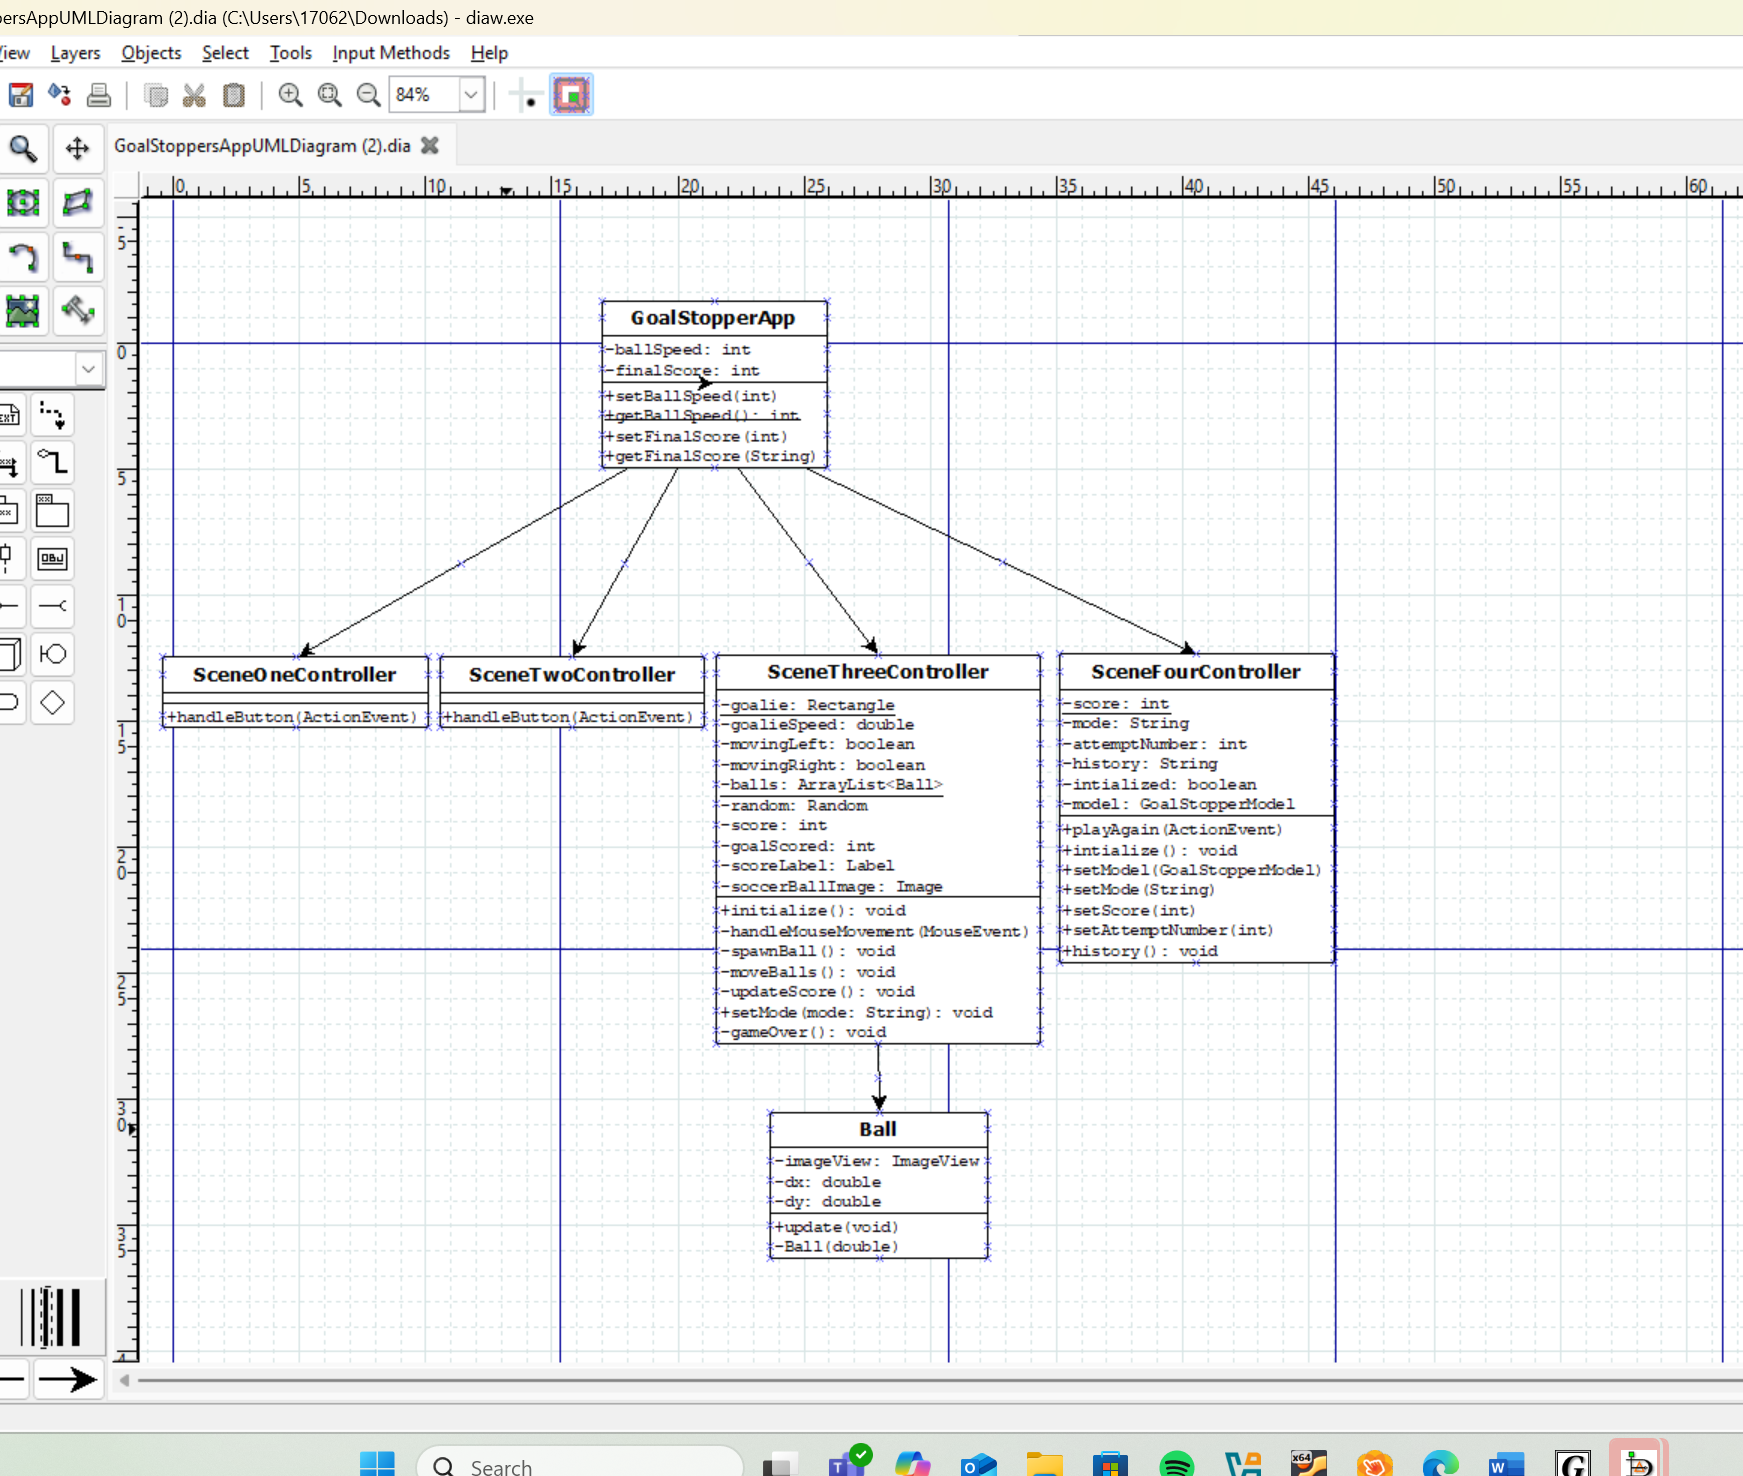 ersAppUMLDiagram (2).dia (C:\Users\17062\Downloads) - diaw.exe
View Layers Objects Select Tools Input Methods Help
84%
GoalStoppersAppUMLDiagram (2).dia
0 5 10 15 20 25 30 35 40 45 50 55 60
GoalStopperApp
-ballSpeed: int
-finalScore: int
+setBallSpeed(int)
+getBallSpeed(): int
+setFinalScore(int)
+getFinalScore(String)
SceneOneController
+handleButton(ActionEvent)
SceneTwoController
+handleButton(ActionEvent)
SceneThreeController
-goalie: Rectangle
-goalieSpeed: double
-movingLeft: boolean
-movingRight: boolean
-balls: ArrayList<Ball>
-random: Random
-score: int
-goalScored: int
-scoreLabel: Label
-soccerBallImage: Image
+initialize(): void
-handleMouseMovement(MouseEvent)
-spawnBall(): void
-moveBalls(): void
-updateScore(): void
+setMode(mode: String): void
-gameOver(): void
SceneFourController
-score: int
-mode: String
-attemptNumber: int
-history: String
-intialized: boolean
-model: GoalStopperModel
+playAgain(ActionEvent)
+intialize(): void
+setModel(GoalStopperModel)
+setMode(String)
+setScore(int)
+setAttemptNumber(int)
+history(): void
Ball
-imageView: ImageView
-dx: double
-dy: double
+update(void)
-Ball(double)
5
0
5
10
15
20
25
30
35
OBJ
Search